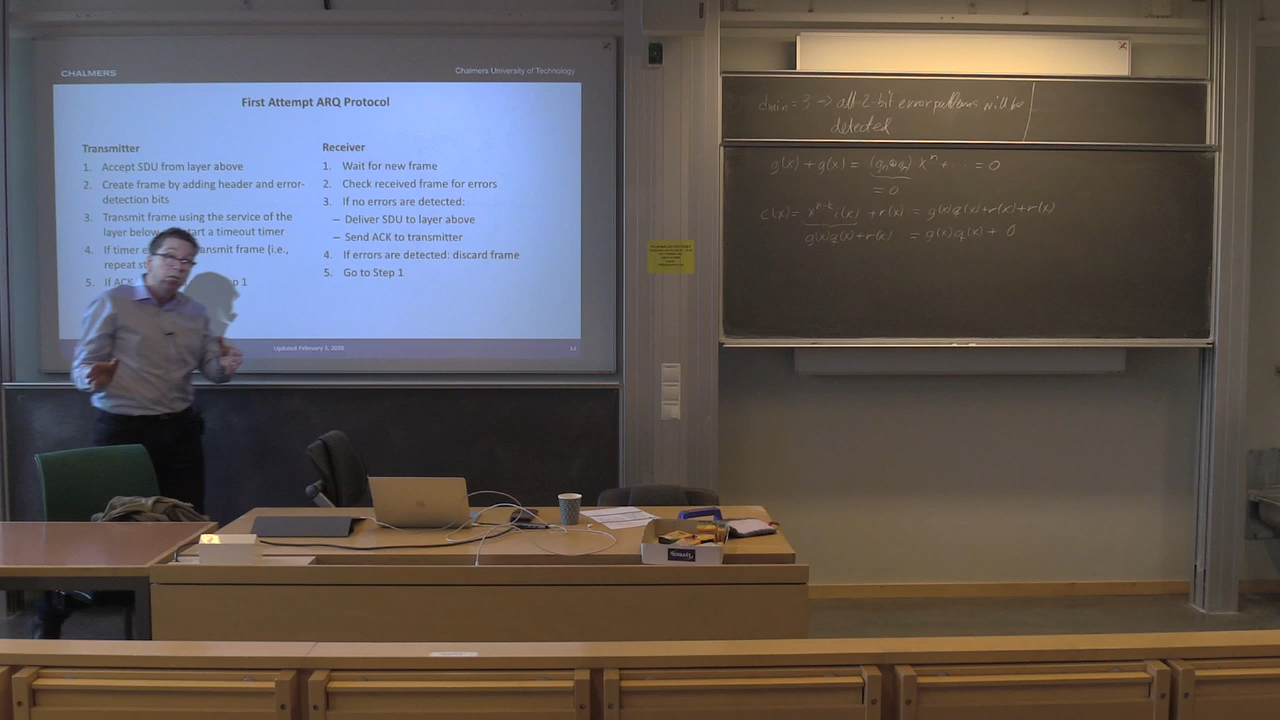 CHALMERS
Chalmers University of Technology
First Attempt ARQ Protocol
Transmitter
1. Accept SDU from layer above
2. Create frame by adding header and error-
detection bits
3. Transmit frame using the service of the
layer below, start a timeout timer
4. If timer transmit frame (i.e.,
repeat
5. If ACK 1
Receiver
1. Wait for new frame
2. Check received frame for errors
3. If no errors are detected:
– Deliver SDU to layer above
– Send ACK to transmitter
4. If errors are detected: discard frame
5. Go to Step 1
Updated February 3, 2020
14
dmin = 3 → all 2-bit error patterns will be
detected
g(x) + g(x) = (gn ⊕ gn) x^n + ... = 0
= 0
c(x) = x^{n-k} i(x) + r(x) = g(x)q(x) + r(x) + r(x)
g(x)q(x) + r(x) = g(x)q(x) + 0